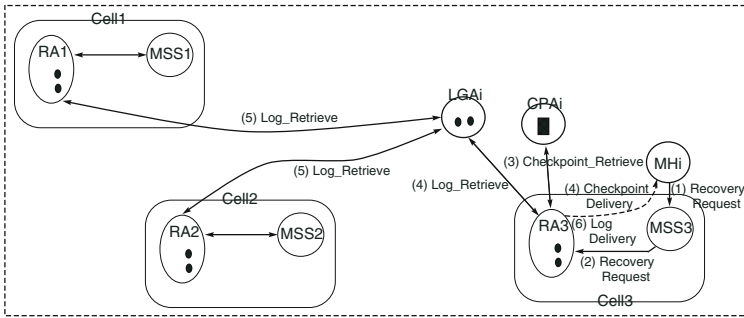 Cell1
RA1
MSS1
(5) Log_Retrieve
LGAi
CPAi
(5) Log_Retrieve
(4) Log_Retrieve
(3) Checkpoint_Retrieve
MHi
(4) Checkpoint
Delivery
(1) Recovery
Request
Cell2
RA2
MSS2
RA3
(6) Log
Delivery
MSS3
(2) Recovery
Request
Cell3